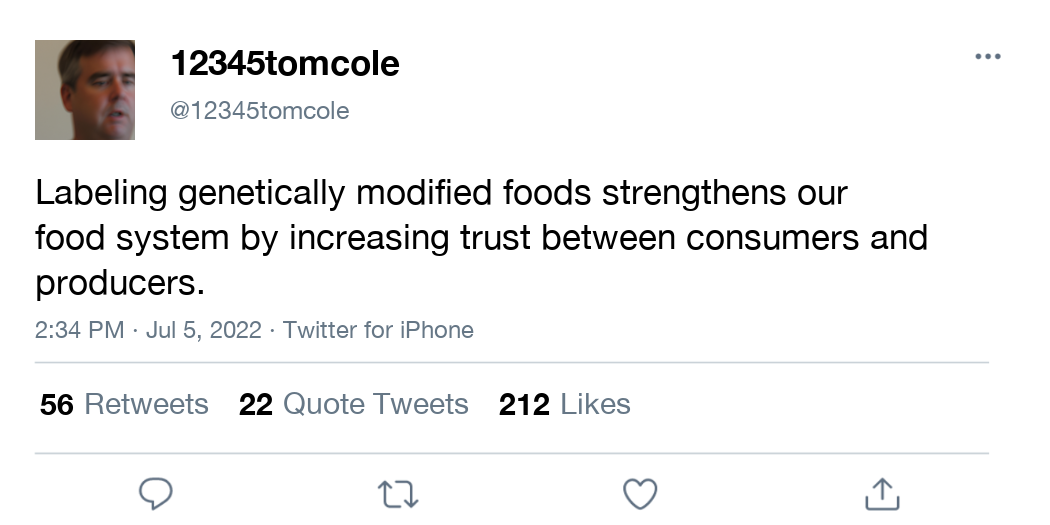 12345tomcole
@12345tomcole
Labeling genetically modified foods strengthens our
food system by increasing trust between consumers and
producers.
2:34 PM · Jul 5, 2022 · Twitter for iPhone
56 Retweets 22 Quote Tweets 212 Likes